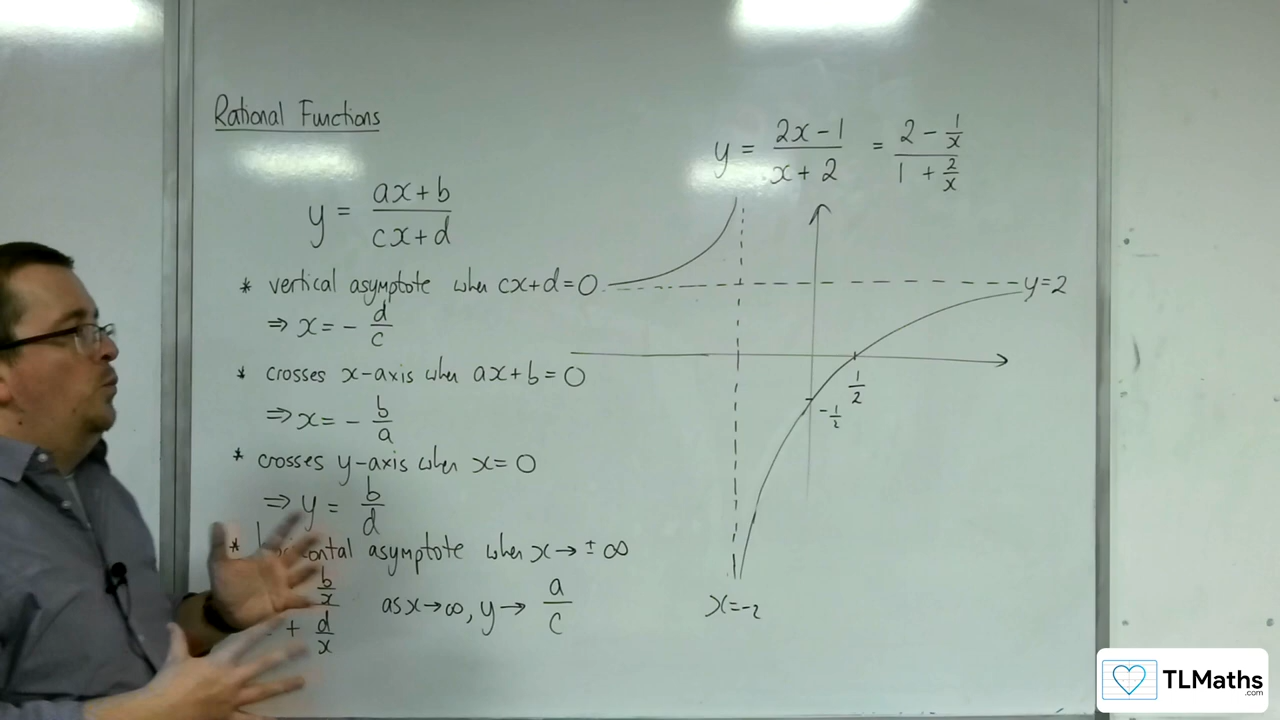 Rational Functions
y = (ax+b)/(cx+d)
* vertical asymptote when cx+d=0
⇒ x = - d/c
* crosses x-axis when ax+b=0
⇒ x = - b/a
* crosses y-axis when x=0
⇒ y = b/d
* asymptote when x→ ±∞
b/x
+ d/x
as x→∞, y→ a/c
y = (2x-1)/(x+2) = (2 - 1/x)/(1 + 2/x)
y=2
1/2
-1/2
x=-2
TLMaths
.com